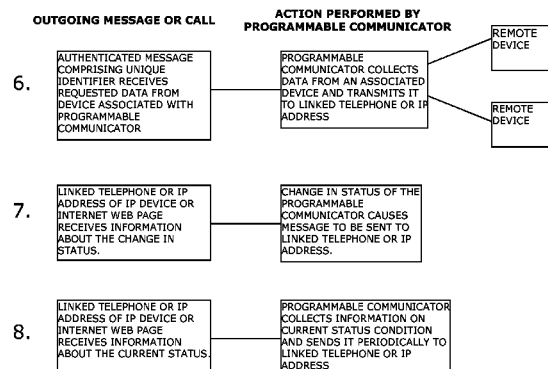 OUTGOING MESSAGE OR CALL
ACTION PERFORMED BY
PROGRAMMABLE COMMUNICATOR
6.
AUTHENTICATED MESSAGE
COMPRISING UNIQUE
IDENTIFIER RECEIVES
REQUESTED DATA FROM
DEVICE ASSOCIATED WITH
PROGRAMMABLE
COMMUNICATOR
PROGRAMMABLE
COMMUNICATOR COLLECTS
DATA FROM AN ASSOCIATED
DEVICE AND TRANSMITS IT
TO LINKED TELEPHONE OR IP
ADDRESS
REMOTE
DEVICE
REMOTE
DEVICE
7.
LINKED TELEPHONE OR IP
ADDRESS OF IP DEVICE OR
INTERNET WEB PAGE
RECEIVES INFORMATION
ABOUT THE CHANGE IN
STATUS.
CHANGE IN STATUS OF THE
PROGRAMMABLE
COMMUNICATOR CAUSES
MESSAGE TO BE SENT TO
LINKED TELEPHONE OR IP
ADDRESS.
8.
LINKED TELEPHONE OR IP
ADDRESS OF IP DEVICE OR
INTERNET WEB PAGE
RECEIVES INFORMATION
ABOUT THE CURRENT STATUS.
PROGRAMMABLE COMMUNICATOR
COLLECTS INFORMATION ON
CURRENT STATUS CONDITION
AND SENDS IT PERIODICALLY TO
LINKED TELEPHONE OR IP
ADDRESS